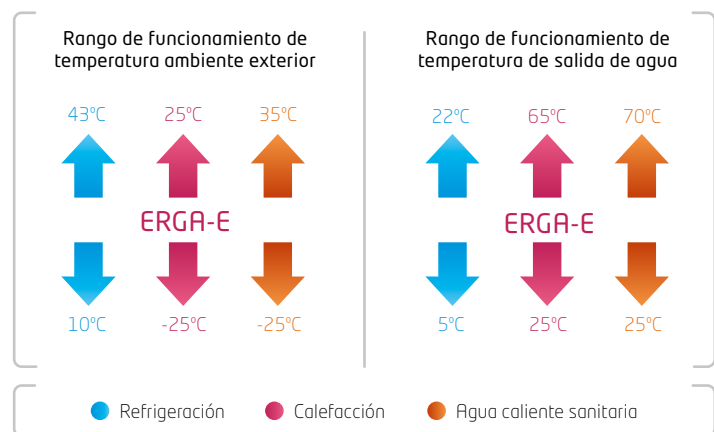 Rango de funcionamiento de
temperatura ambiente exterior
43ºC 25ºC 35ºC
ERGA-E
10ºC -25ºC -25ºC
Rango de funcionamiento de
temperatura de salida de agua
22ºC 65ºC 70ºC
ERGA-E
5ºC 25ºC 25ºC
Refrigeración Calefacción Agua caliente sanitaria